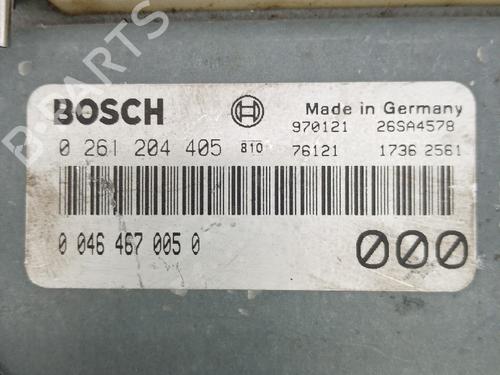 BOSCH
Made in Germany
970121 26SA4578
0 261 204 405 810 76121 1736 2561
0 046 467 005 0
000
B-PARTS